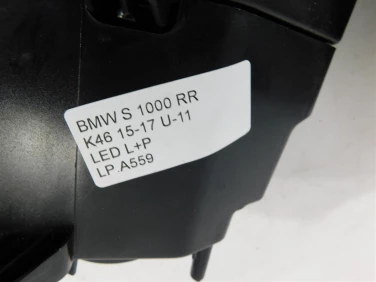 BMW S 1000 RR
K46 15-17 U-11
LED L+P
LP.A559